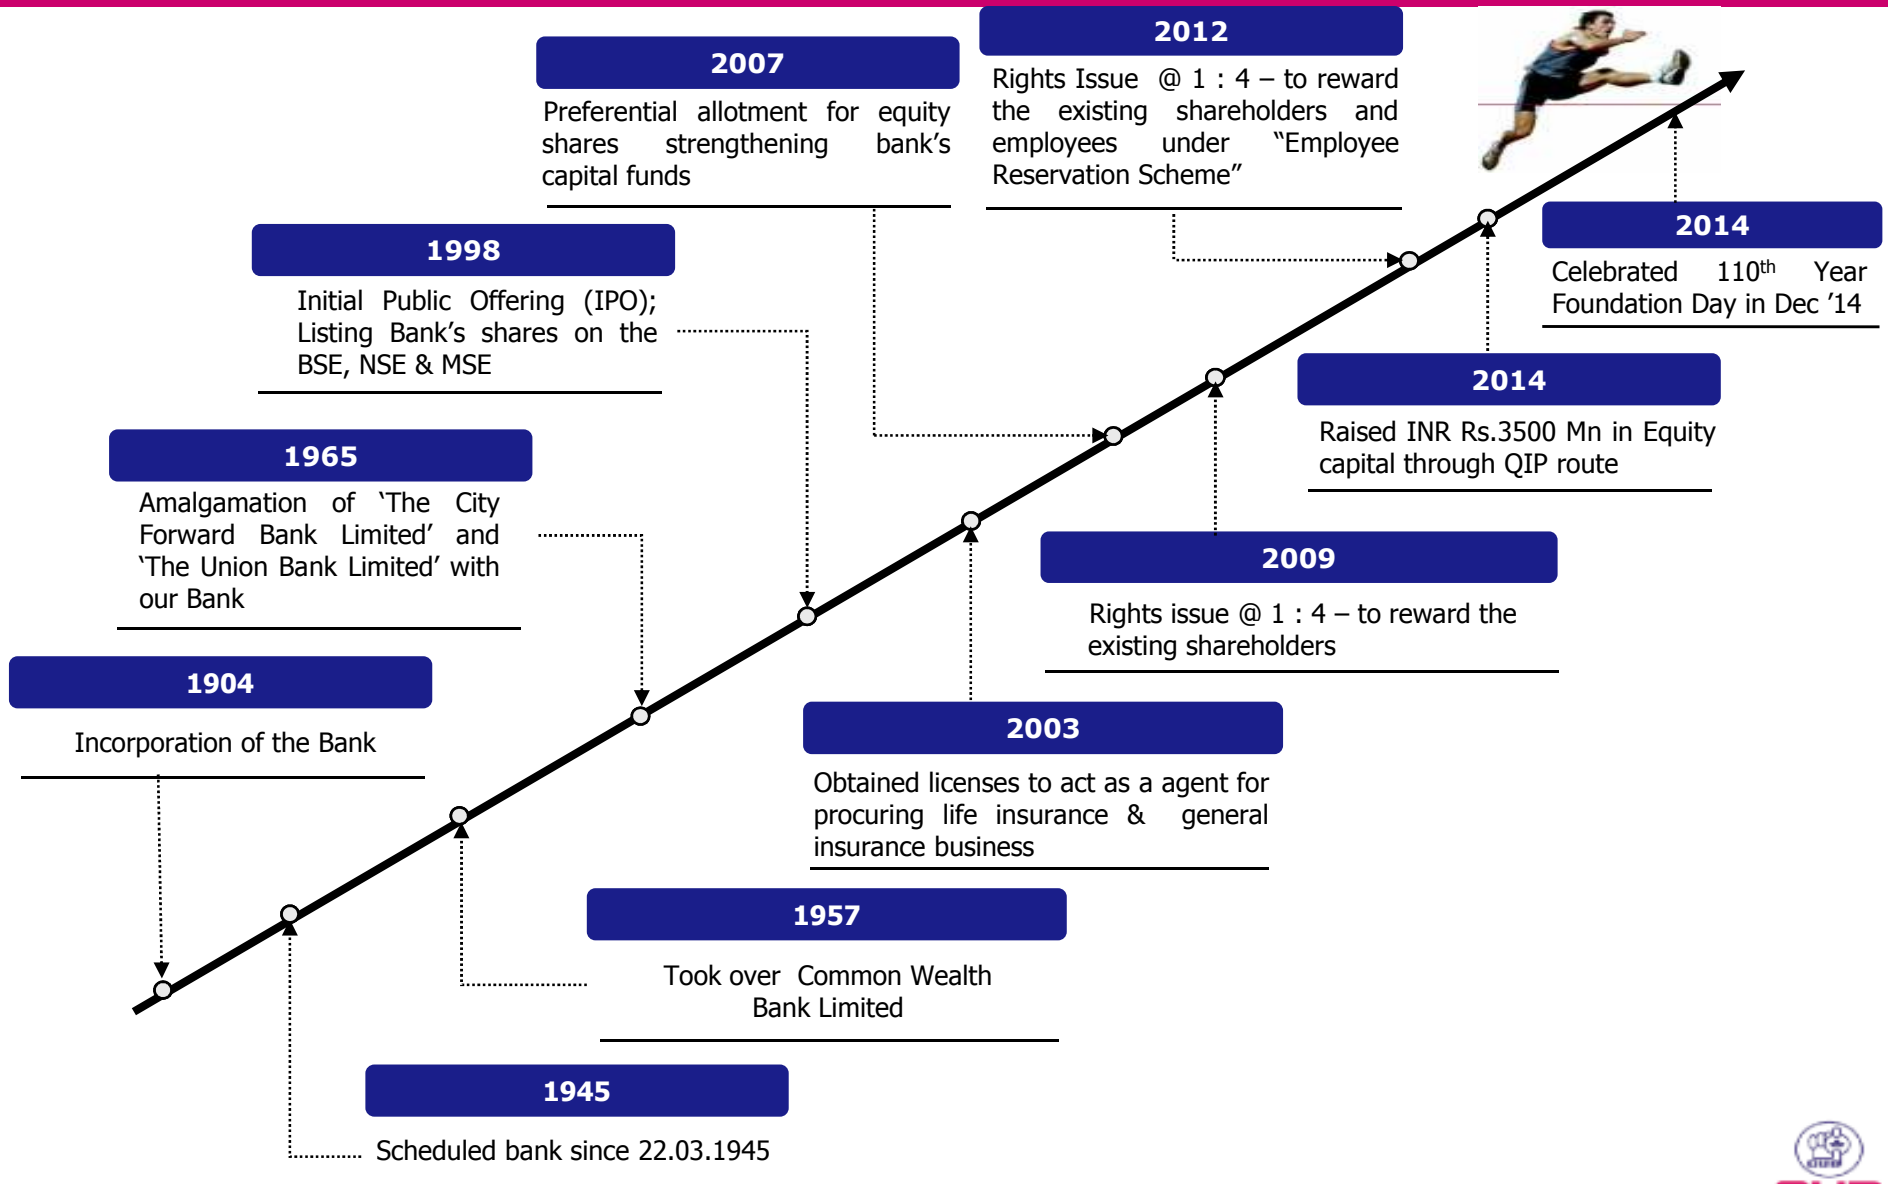 2012
Rights Issue @ 1 : 4 – to reward
the existing shareholders and
employees under “Employee
Reservation Scheme”
2007
Preferential allotment for equity
shares strengthening bank’s
capital funds
2014
Celebrated 110th Year
Foundation Day in Dec ’14
1998
Initial Public Offering (IPO);
Listing Bank’s shares on the
BSE, NSE & MSE
2014
Raised INR Rs.3500 Mn in Equity
capital through QIP route
1965
Amalgamation of ‘The City
Forward Bank Limited’ and
‘The Union Bank Limited’ with
our Bank
2009
Rights issue @ 1 : 4 – to reward the
existing shareholders
1904
Incorporation of the Bank
2003
Obtained licenses to act as a agent for
procuring life insurance & general
insurance business
1957
Took over Common Wealth
Bank Limited
1945
Scheduled bank since 22.03.1945